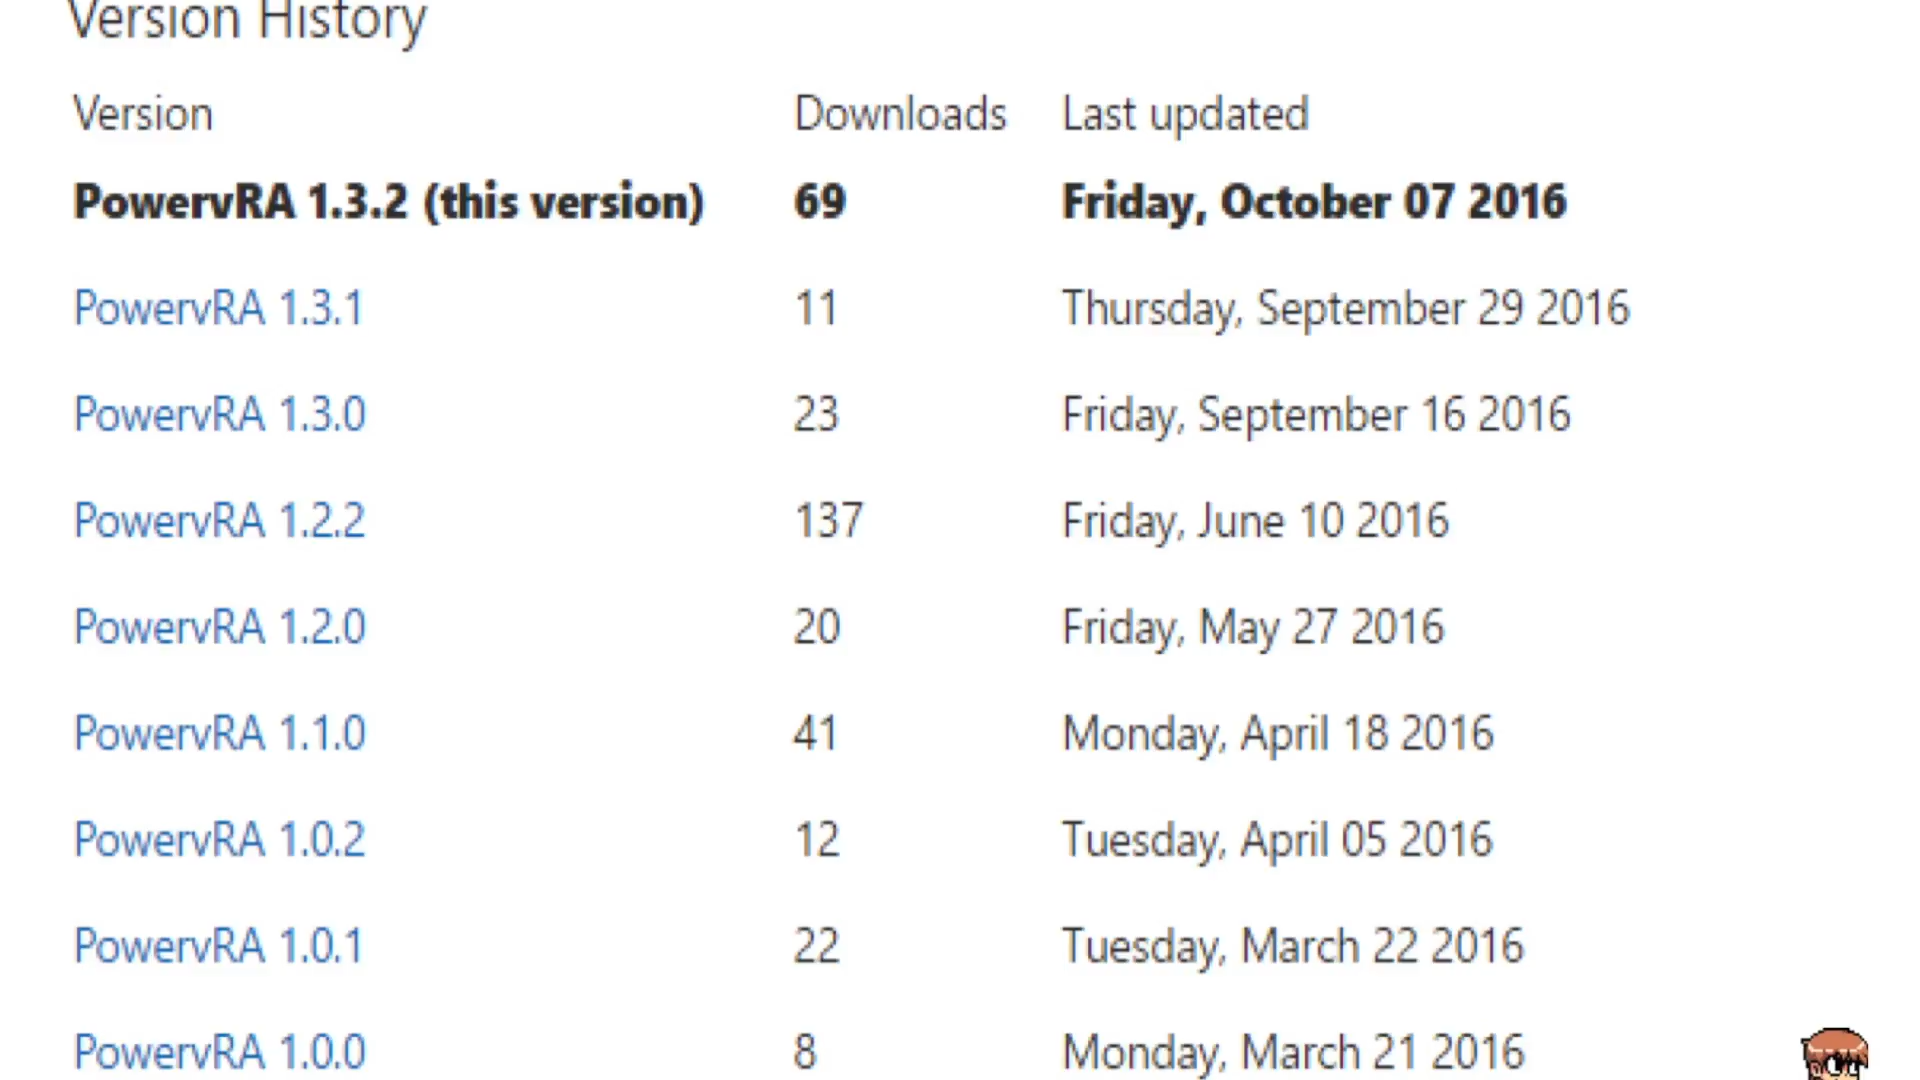 Version History
Version Downloads Last updated
PowervRA 1.3.2 (this version) 69 Friday, October 07 2016
PowervRA 1.3.1 11 Thursday, September 29 2016
PowervRA 1.3.0 23 Friday, September 16 2016
PowervRA 1.2.2 137 Friday, June 10 2016
PowervRA 1.2.0 20 Friday, May 27 2016
PowervRA 1.1.0 41 Monday, April 18 2016
PowervRA 1.0.2 12 Tuesday, April 05 2016
PowervRA 1.0.1 22 Tuesday, March 22 2016
PowervRA 1.0.0 8 Monday, March 21 2016